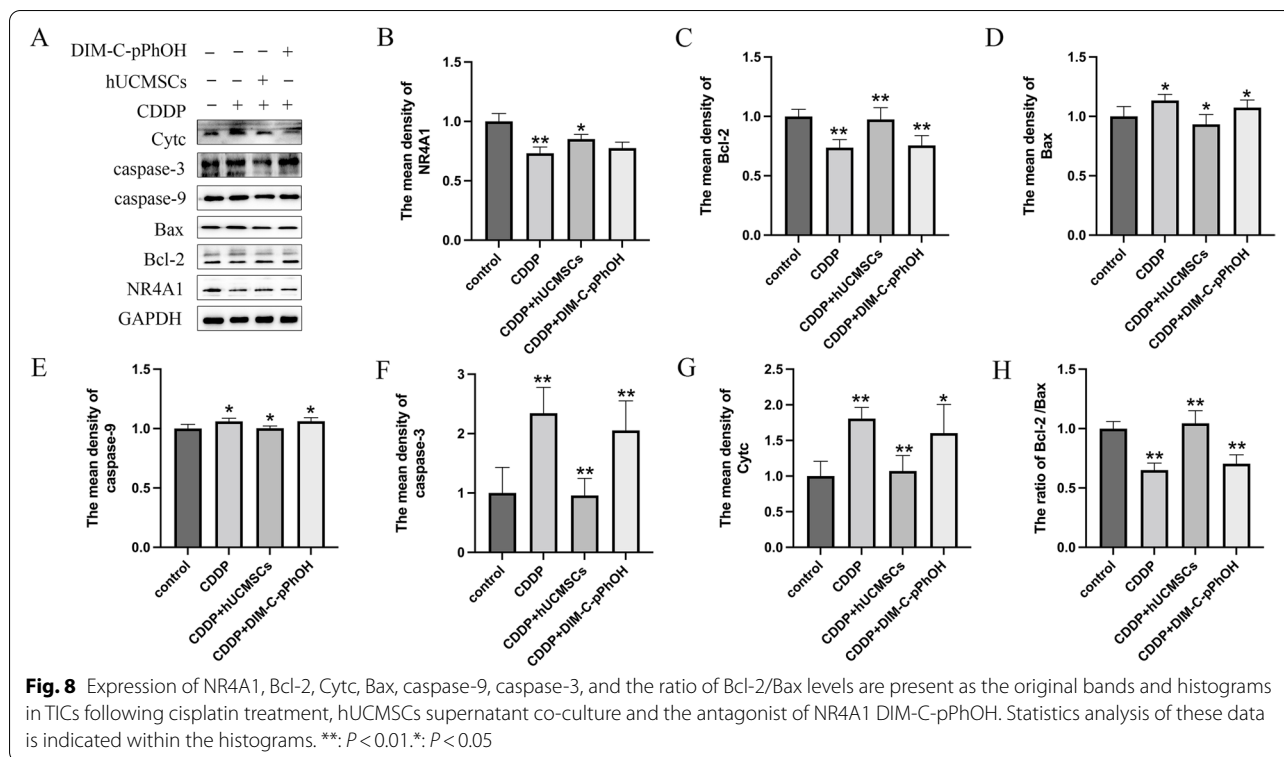 A
DIM-C-pPhOH − − − +
hUCMSCs − − + −
CDDP − + + +
Cytc
caspase-3
caspase-9
Bax
Bcl-2
NR4A1
GAPDH
B
The mean density of
NR4A1
1.5
1.0
0.5
0.0
** *
control
CDDP
CDDP+hUCMSCs
CDDP+DIM-C-pPhOH
C
The mean density of
Bcl-2
1.5
1.0
0.5
0.0
** ** **
control
CDDP
CDDP+hUCMSCs
CDDP+DIM-C-pPhOH
D
The mean density of
Bax
1.5
1.0
0.5
0.0
* * *
control
CDDP
CDDP+hUCMSCs
CDDP+DIM-C-pPhOH
E
The mean density of
caspase-9
1.5
1.0
0.5
0.0
* * *
control
CDDP
CDDP+hUCMSCs
CDDP+DIM-C-pPhOH
F
The mean density of
caspase-3
3
2
1
0
** ** **
control
CDDP
CDDP+hUCMSCs
CDDP+DIM-C-pPhOH
G
The mean density of
Cytc
2.5
2.0
1.5
1.0
0.5
0.0
** ** *
control
CDDP
CDDP+hUCMSCs
CDDP+DIM-C-pPhOH
H
The ratio of Bcl-2 /Bax
1.5
1.0
0.5
0.0
** ** **
control
CDDP
CDDP+hUCMSCs
CDDP+DIM-C-pPhOH
Fig. 8 Expression of NR4A1, Bcl-2, Cytc, Bax, caspase-9, caspase-3, and the ratio of Bcl-2/Bax levels are present as the original bands and histograms
in TICs following cisplatin treatment, hUCMSCs supernatant co-culture and the antagonist of NR4A1 DIM-C-pPhOH. Statistics analysis of these data
is indicated within the histograms. **: P < 0.01.*: P < 0.05